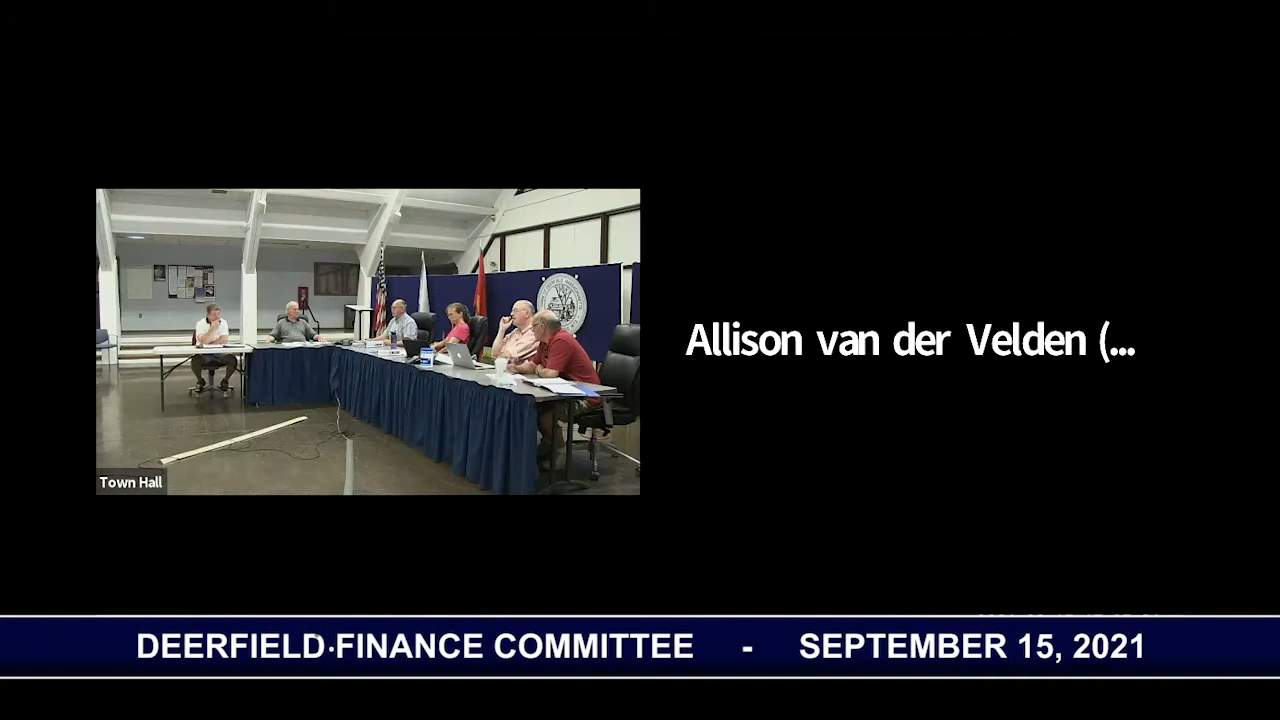 Allison van der Velden (...
Town Hall
DEERFIELD·FINANCE COMMITTEE - SEPTEMBER 15, 2021